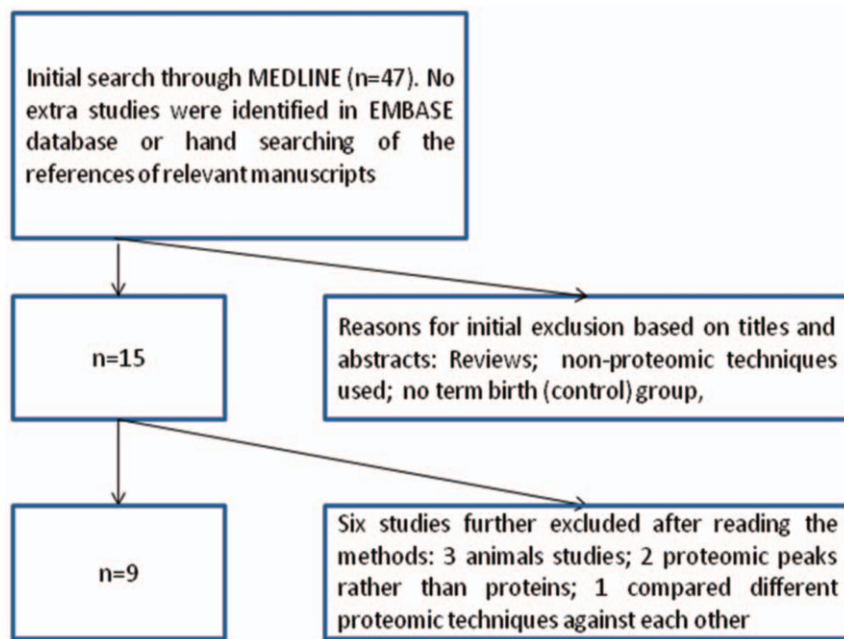 Initial search through MEDLINE (n=47). No
extra studies were identified in EMBASE
database or hand searching of the
references of relevant manuscripts
n=15
Reasons for initial exclusion based on titles and
abstracts: Reviews; non-proteomic techniques
used; no term birth (control) group,
n=9
Six studies further excluded after reading the
methods: 3 animals studies; 2 proteomic peaks
rather than proteins; 1 compared different
proteomic techniques against each other